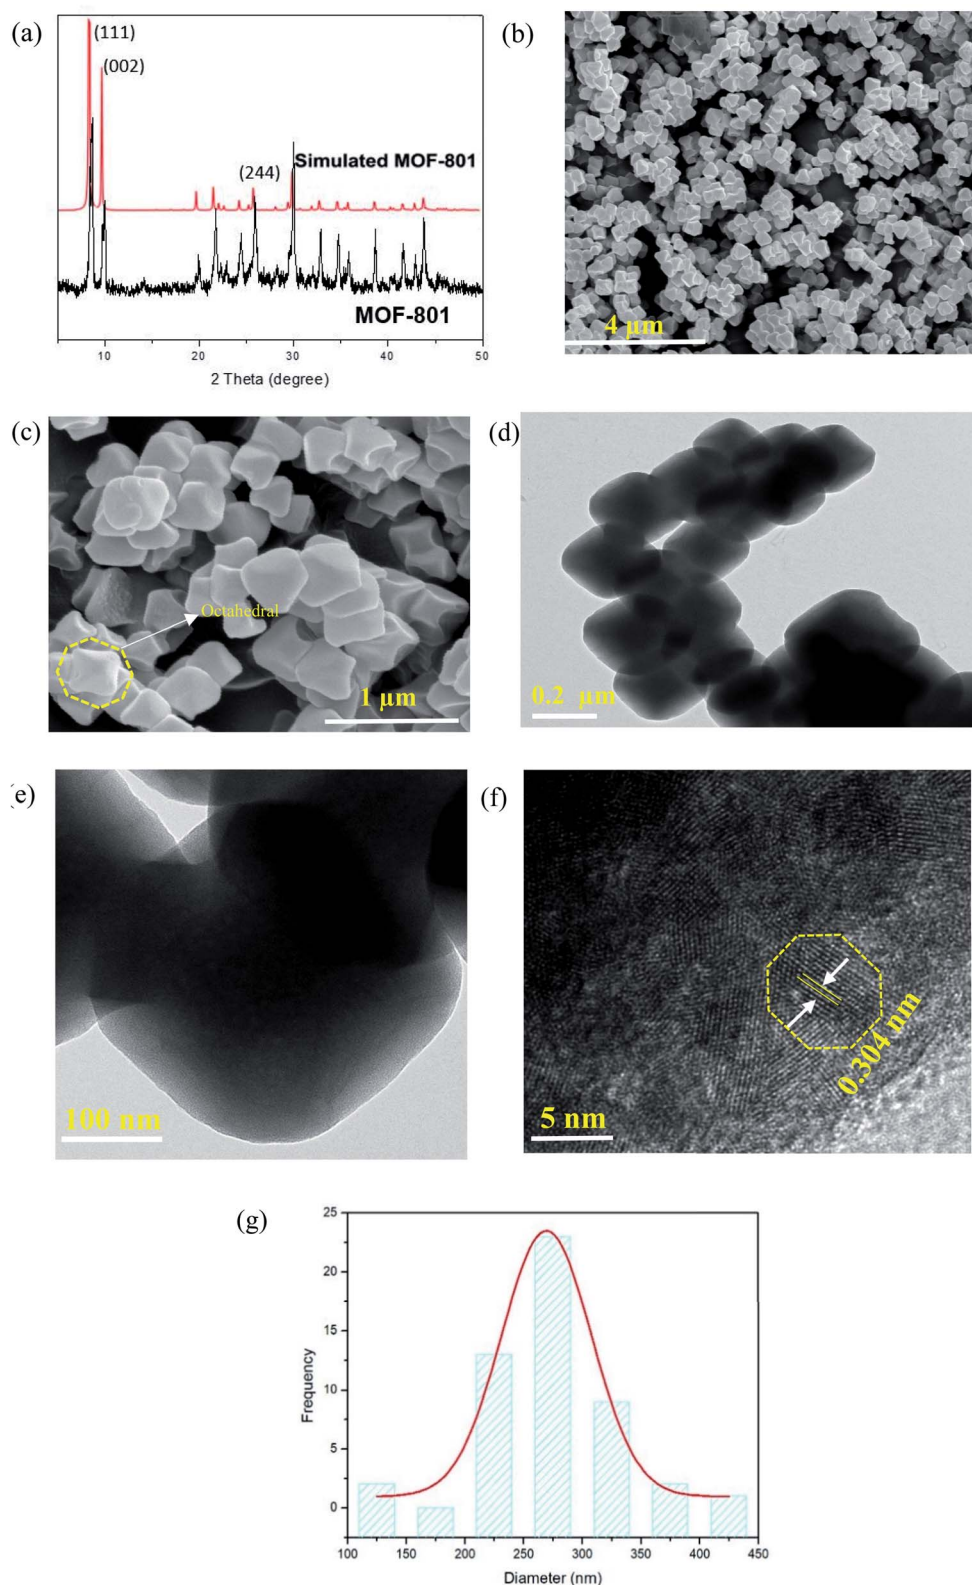 (a)
(111)
(002)
(244)
Simulated MOF-801
MOF-801
10 20 30 40 50
2 Theta (degree)
(b)
4 µm
(c)
Octahedral
1 µm
(d)
0.2 µm
(e)
100 nm
(f)
0.304 nm
5 nm
(g)
25
20
15
10
5
0
Frequency
100 150 200 250 300 350 400 450
Diameter (nm)